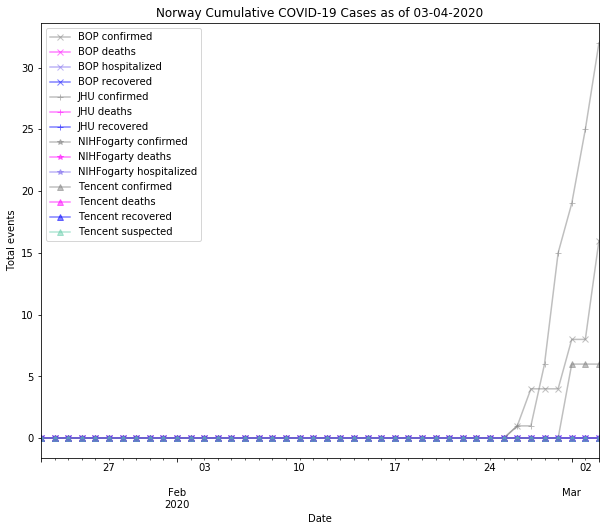 Norway Cumulative COVID-19 Cases as of 03-04-2020
BOP confirmed
BOP deaths
BOP hospitalized
BOP recovered
JHU confirmed
JHU deaths
JHU recovered
NIHFogarty confirmed
NIHFogarty deaths
NIHFogarty hospitalized
Tencent confirmed
Tencent deaths
Tencent recovered
Tencent suspected
30
25
20
15
10
5
0
Total events
27 03 10 17 24 02
Feb Mar
2020
Date